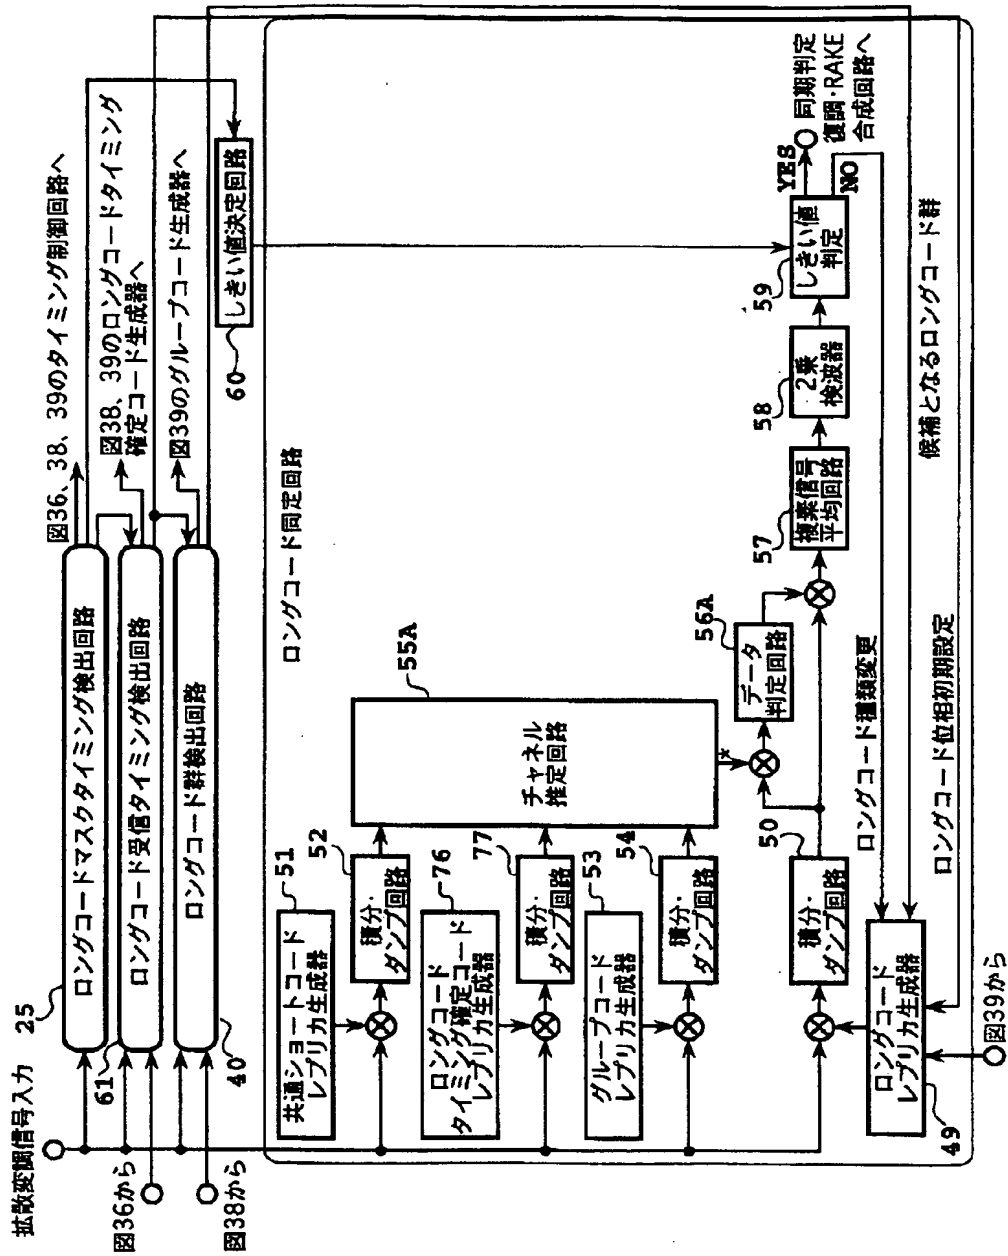 拡散変調信号入力
図36から
図38から
25
61
40
ロングコードマスクタイミング検出回路
ロングコード受信タイミング検出回路
ロングコード群検出回路
図36、38、39のタイミング制御回路へ
図38、39のロングコードタイミング
確定コード生成器へ
図39のグループコード生成器へ
60
しきい値決定回路
ロングコード同定回路
51
共通ショートコード
レプリカ生成器
52
積分・
ダンプ回路
76
ロングコード
タイミング確定コード
レプリカ生成器
77
積分・
ダンプ回路
53
グループコード
レプリカ生成器
54
積分・
ダンプ回路
55A
チャネル
推定回路
*
56A
データ
判定回路
57
複素信号
平均回路
58
2乗
検波器
59
しきい値
判定
YES
NO
同期判定
復調・RAKE
合成回路へ
50
積分・
ダンプ回路
49
ロングコード
レプリカ生成器
図39から
ロングコード種類変更
候補となるロングコード群
ロングコード位相初期設定